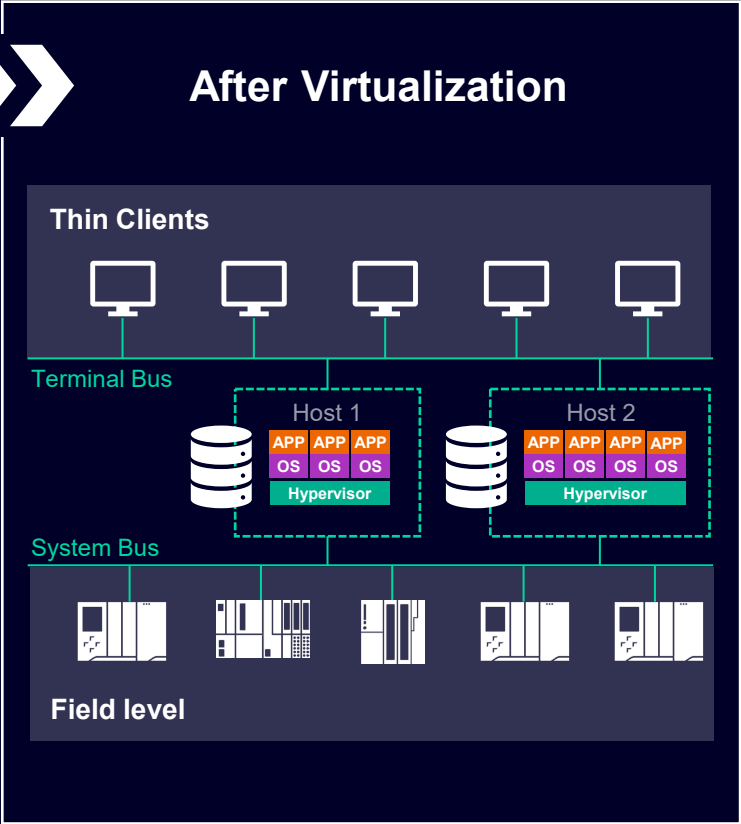 After Virtualization
Thin Clients
Terminal Bus
Host 1
APP APP APP
OS OS OS
Hypervisor
Host 2
APP APP APP APP
OS OS OS OS
Hypervisor
System Bus
Field level